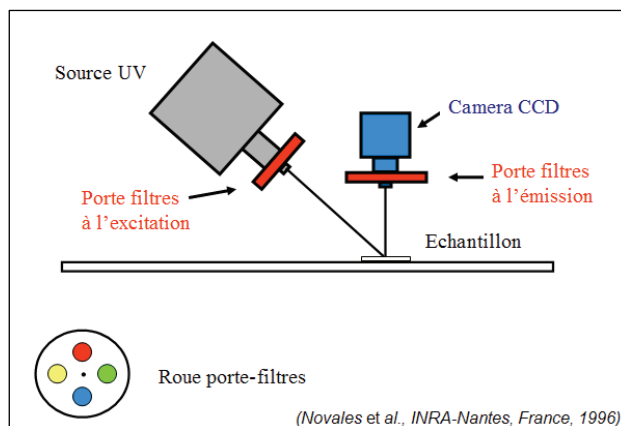 Source UV
Camera CCD
Porte filtres
à l’excitation
Porte filtres
à l’émission
Echantillon
Roue porte-filtres
(Novales et al., INRA-Nantes, France, 1996)